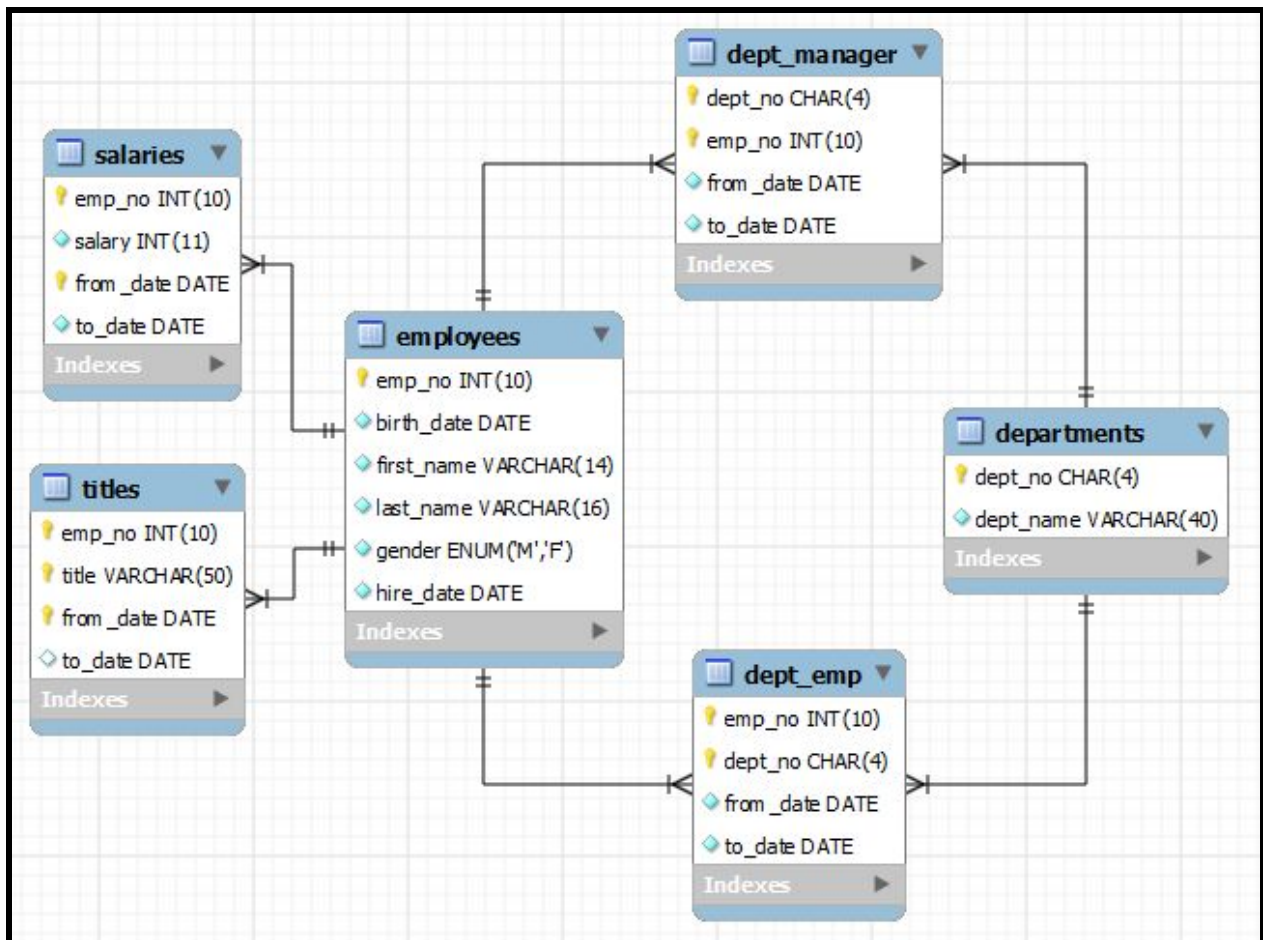 dept_manager
dept_no CHAR(4)
emp_no INT(10)
from_date DATE
to_date DATE
Indexes
salaries
emp_no INT(10)
salary INT(11)
from_date DATE
to_date DATE
Indexes
employees
emp_no INT(10)
birth_date DATE
first_name VARCHAR(14)
last_name VARCHAR(16)
gender ENUM('M','F')
hire_date DATE
Indexes
departments
dept_no CHAR(4)
dept_name VARCHAR(40)
Indexes
titles
emp_no INT(10)
title VARCHAR(50)
from_date DATE
to_date DATE
Indexes
dept_emp
emp_no INT(10)
dept_no CHAR(4)
from_date DATE
to_date DATE
Indexes